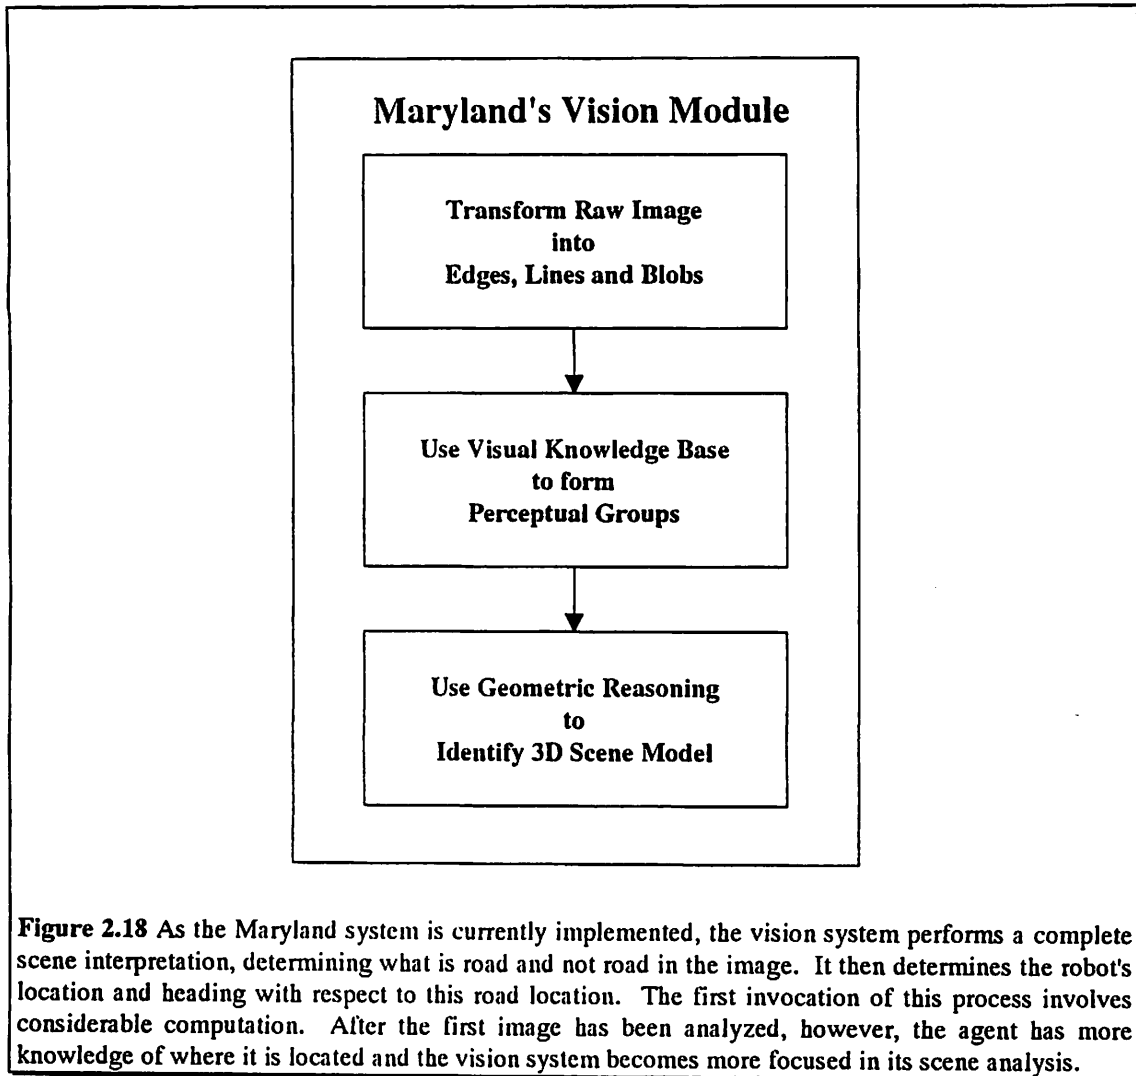 Maryland's Vision Module
Transform Raw Image
into
Edges, Lines and Blobs
Use Visual Knowledge Base
to form
Perceptual Groups
Use Geometric Reasoning
to
Identify 3D Scene Model
Figure 2.18 As the Maryland system is currently implemented, the vision system performs a complete
scene interpretation, determining what is road and not road in the image. It then determines the robot's
location and heading with respect to this road location. The first invocation of this process involves
considerable computation. After the first image has been analyzed, however, the agent has more
knowledge of where it is located and the vision system becomes more focused in its scene analysis.